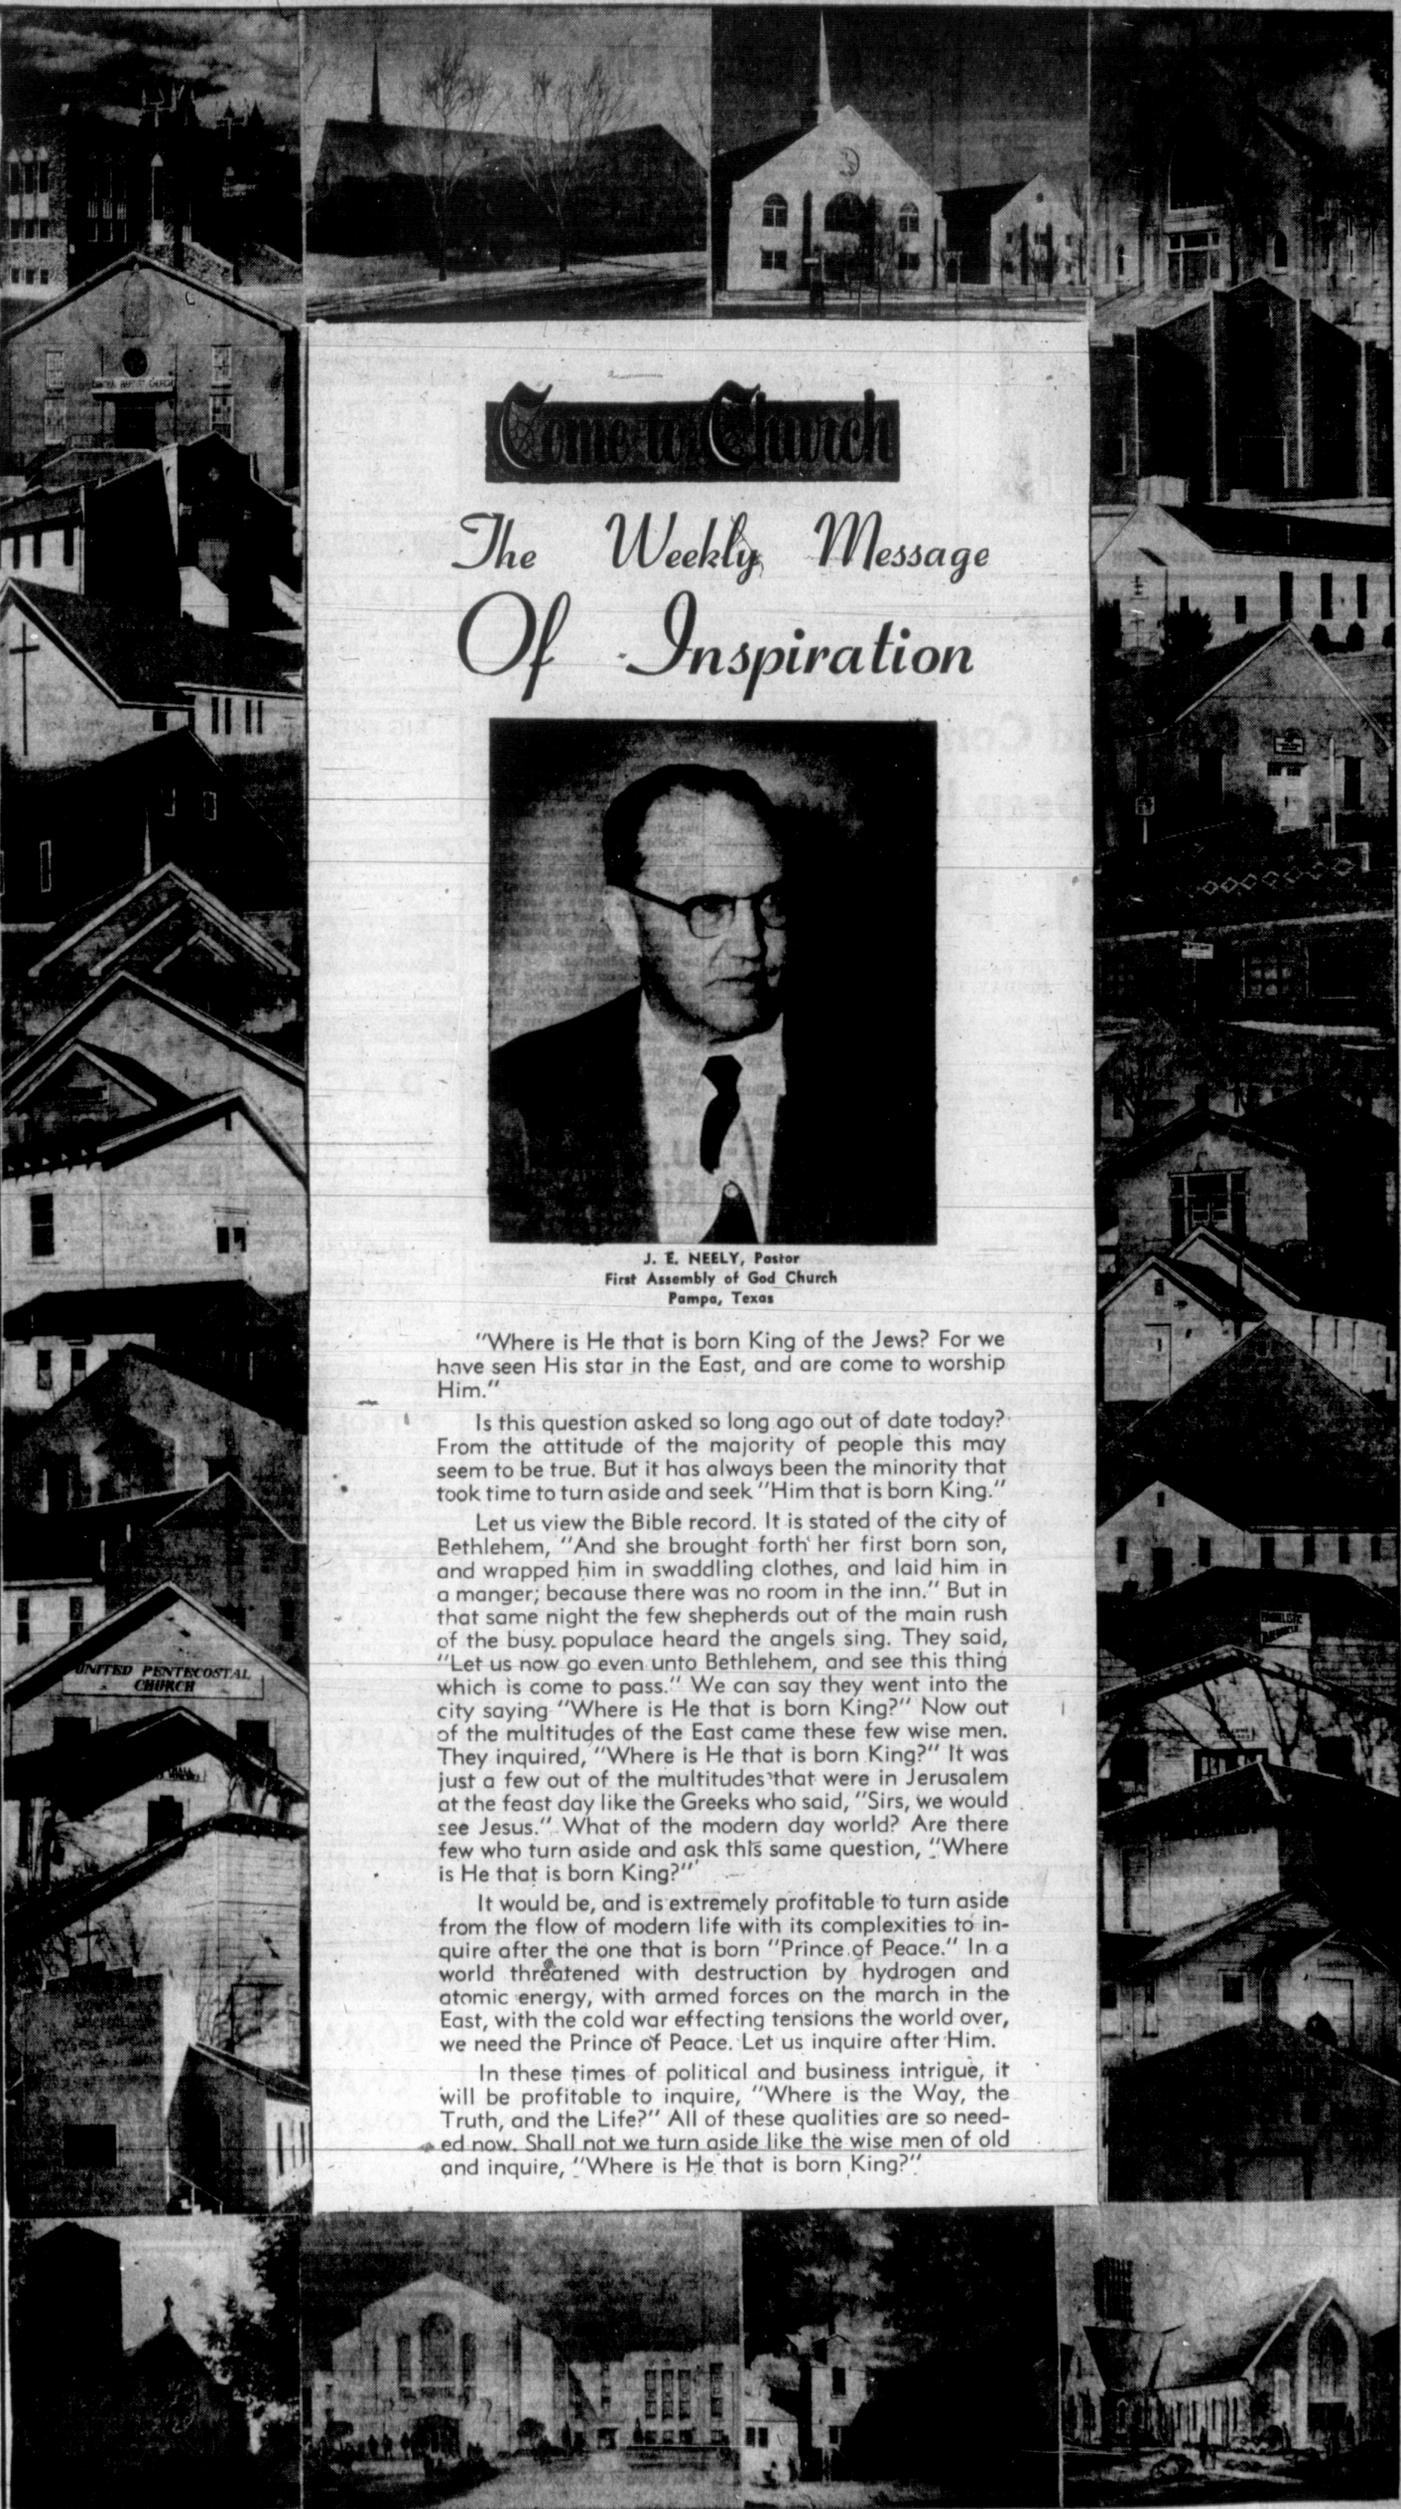 Come to Church
The Weekly Message
Of Inspiration
J. E. NEELY, Pastor
First Assembly of God Church
Pampa, Texas
"Where is He that is born King of the Jews? For we
have seen His star in the East, and are come to worship
Him."
Is this question asked so long ago out of date today?
From the attitude of the majority of people this may
seem to be true. But it has always been the minority that
took time to turn aside and seek "Him that is born King."
Let us view the Bible record. It is stated of the city of
Bethlehem, "And she brought forth her first born son,
and wrapped him in swaddling clothes, and laid him in
a manger; because there was no room in the inn." But in
that same night the few shepherds out of the main rush
of the busy populace heard the angels sing. They said,
"Let us now go even unto Bethlehem, and see this thing
which is come to pass." We can say they went into the
city saying "Where is He that is born King?" Now out
of the multitudes of the East came these few wise men.
They inquired, "Where is He that is born King?" It was
just a few out of the multitudes that were in Jerusalem
at the feast day like the Greeks who said, "Sirs, we would
see Jesus." What of the modern day world? Are there
few who turn aside and ask this same question, "Where
is He that is born King?"
It would be, and is extremely profitable to turn aside
from the flow of modern life with its complexities to in-
quire after the one that is born "Prince of Peace." In a
world threatened with destruction by hydrogen and
atomic energy, with armed forces on the march in the
East, with the cold war effecting tensions the world over,
we need the Prince of Peace. Let us inquire after Him.
In these times of political and business intrigue, it
will be profitable to inquire, "Where is the Way, the
Truth, and the Life?" All of these qualities are so need-
ed now. Shall not we turn aside like the wise men of old
and inquire, "Where is He that is born King?"
CENTRAL BAPTIST CHURCH
UNITED PENTECOSTAL
CHURCH